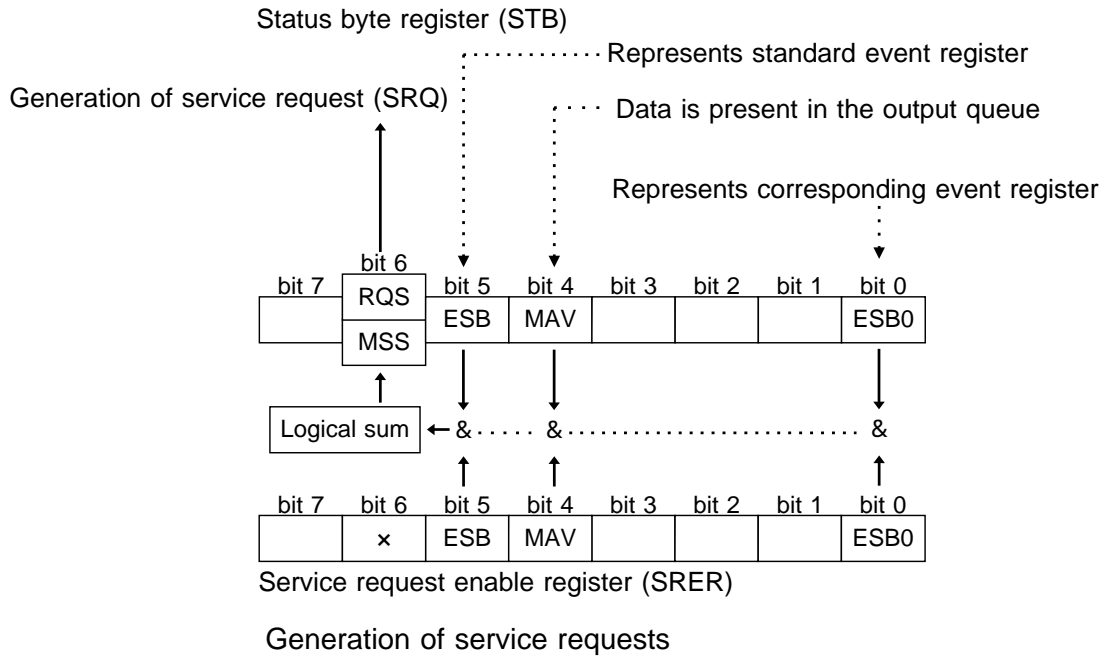 Status byte register (STB)
Represents standard event register
Generation of service request (SRQ)
Data is present in the output queue
Represents corresponding event register
bit 7 bit 6 bit 5 bit 4 bit 3 bit 2 bit 1 bit 0
RQS
MSS
ESB MAV ESB0
Logical sum & & &
bit 7 bit 6 bit 5 bit 4 bit 3 bit 2 bit 1 bit 0
× ESB MAV ESB0
Service request enable register (SRER)
Generation of service requests